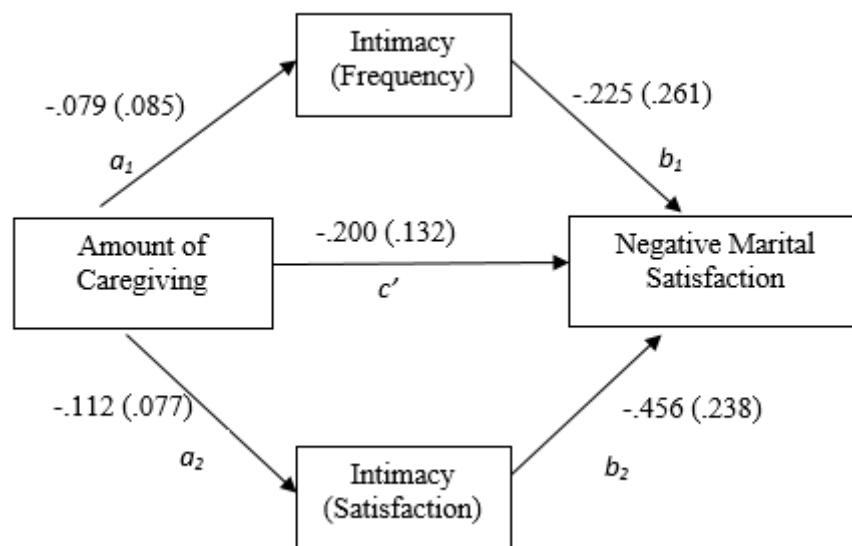 Intimacy
(Frequency)
-.079 (.085)
-.225 (.261)
a₁
b₁
Amount of
Caregiving
-.200 (.132)
c’
Negative Marital
Satisfaction
-.112 (.077)
-.456 (.238)
a₂
b₂
Intimacy
(Satisfaction)